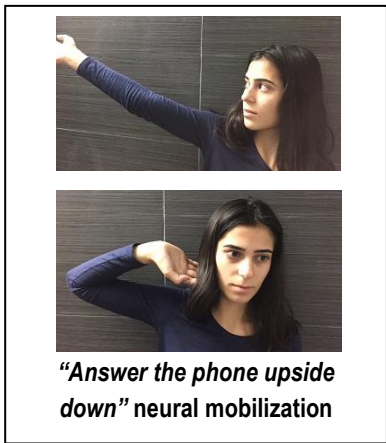 “Answer the phone upside
down” neural mobilization